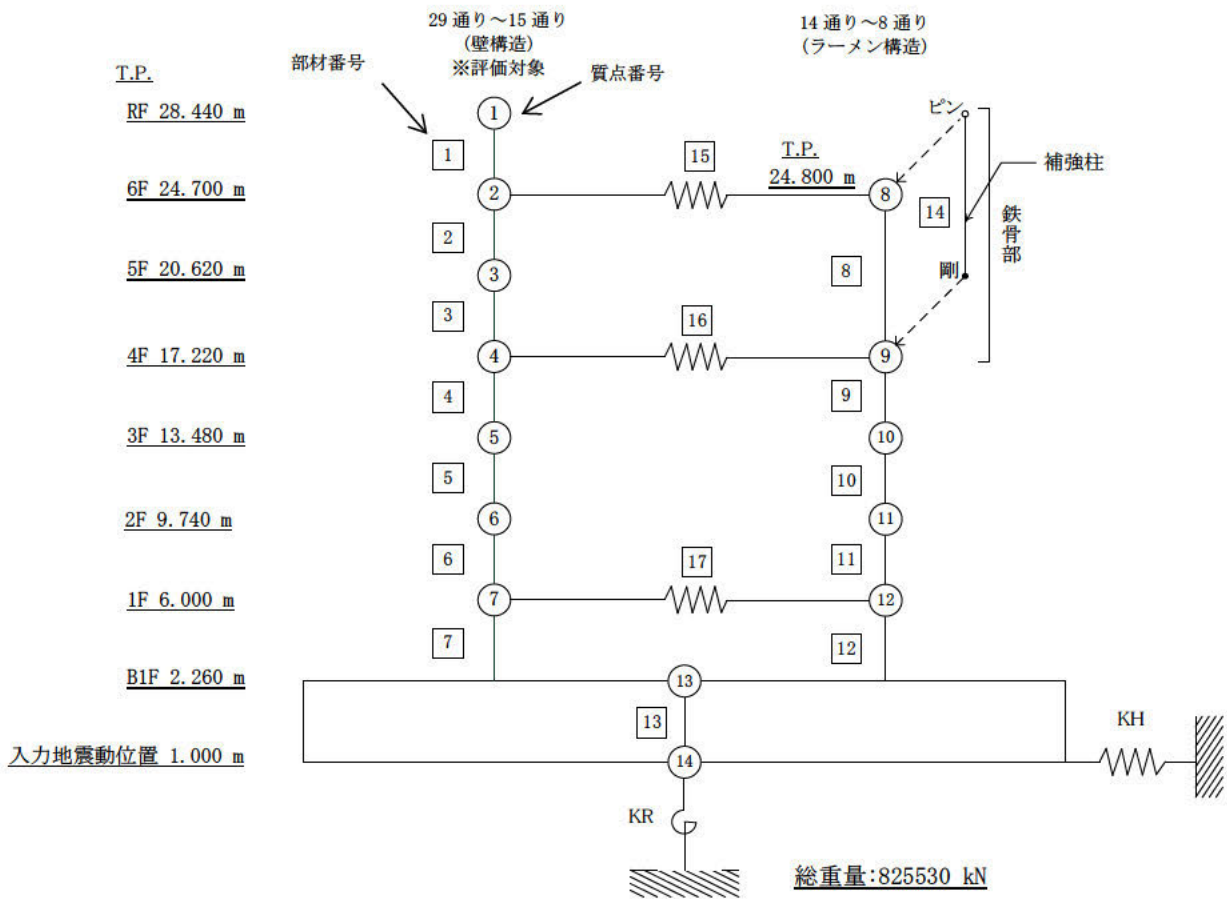 29 通り～15 通り
(壁構造)
※評価対象
14 通り～8 通り
(ラーメン構造)
部材番号
質点番号
T.P.
RF 28.440 m
1
ピン
1
15
T.P.
24.800 m
補強柱
6F 24.700 m
2
8
14
鉄骨部
2
5F 20.620 m
3
8
剛
3
16
4F 17.220 m
4
9
4
9
3F 13.480 m
5
10
5
10
2F 9.740 m
6
11
6
17
11
1F 6.000 m
7
12
7
12
B1F 2.260 m
13
13
KH
入力地震動位置 1.000 m
14
KR
総重量:825530 kN